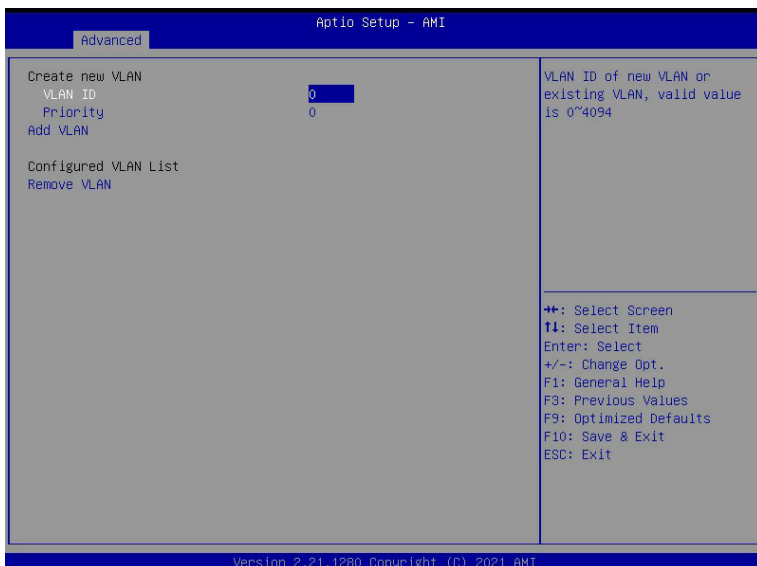 Aptio Setup – AMI
Advanced
Create new VLAN
VLAN ID 0
Priority 0
Add VLAN
Configured VLAN List
Remove VLAN
VLAN ID of new VLAN or
existing VLAN, valid value
is 0~4094
→←: Select Screen
↑↓: Select Item
Enter: Select
+/-: Change Opt.
F1: General Help
F3: Previous Values
F9: Optimized Defaults
F10: Save & Exit
ESC: Exit
Version 2.21.1280 Copyright (C) 2021 AMI